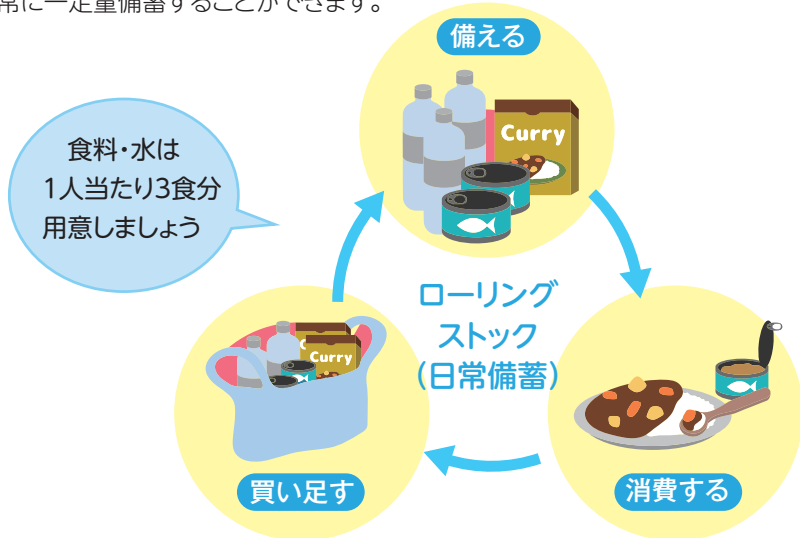 常に一定量備蓄することができます。
備える
Curry
食料・水は
1人当たり3食分
用意しましょう
ローリング
ストック
(日常備蓄)
Curry
買い足す
消費する